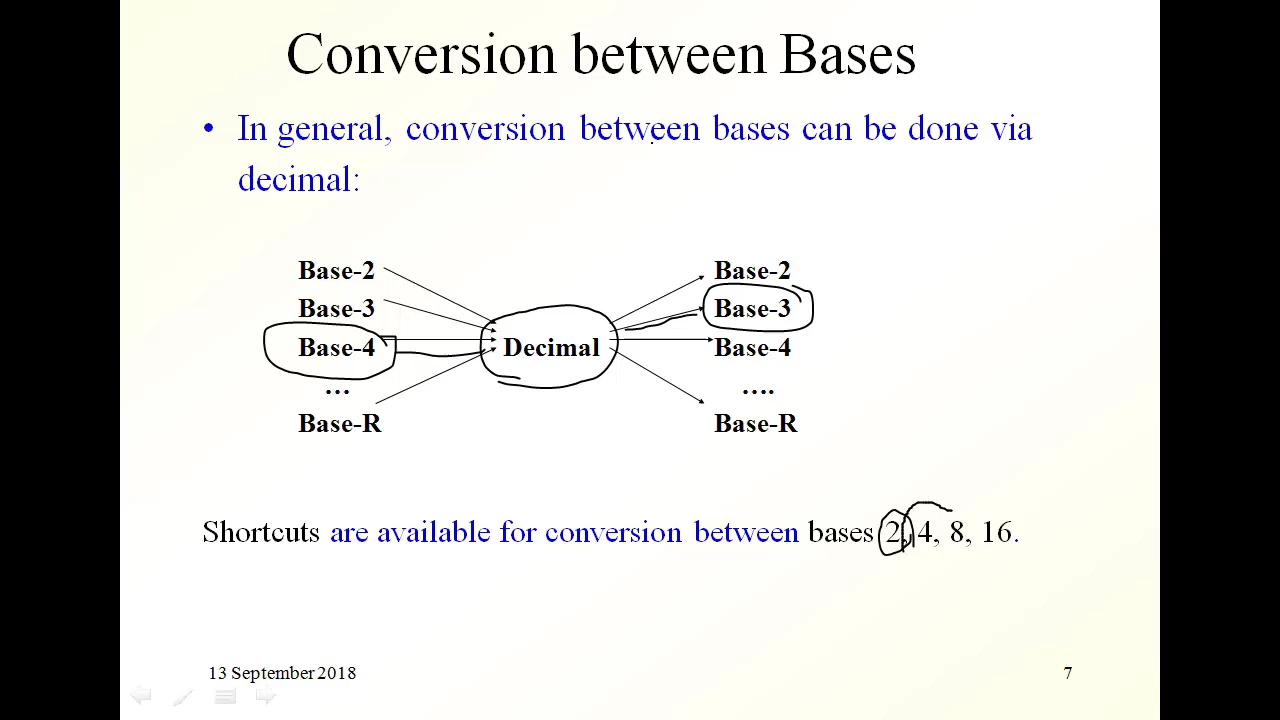 Conversion between Bases
• In general, conversion between bases can be done via
decimal:
Base-2
Base-3
Base-4
…
Base-R
Decimal
Base-2
Base-3
Base-4
….
Base-R
Shortcuts are available for conversion between bases 2, 4, 8, 16.
13 September 2018
7